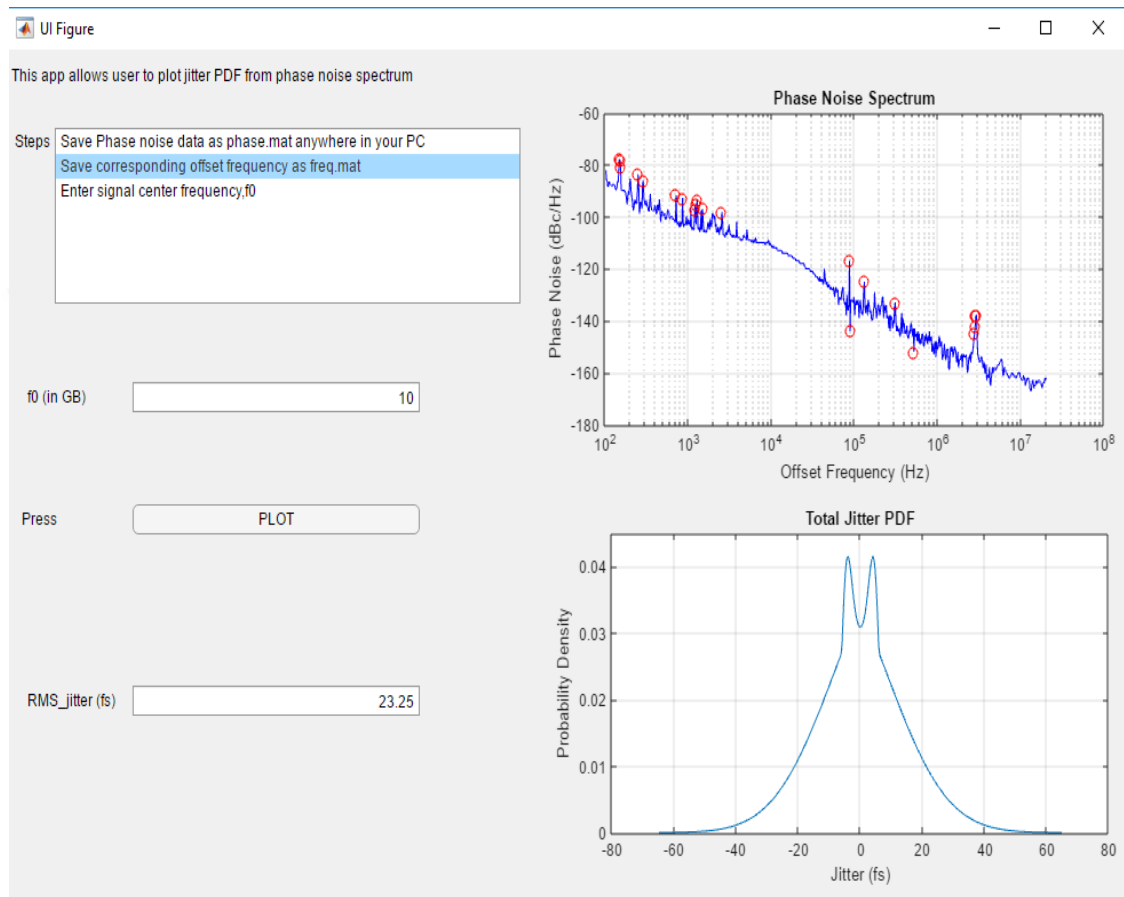 UI Figure
This app allows user to plot jitter PDF from phase noise spectrum
Steps
Save Phase noise data as phase.mat anywhere in your PC
Save corresponding offset frequency as freq.mat
Enter signal center frequency,f0
f0 (in GB)
10
Press
PLOT
RMS_jitter (fs)
23.25
Phase Noise Spectrum
Phase Noise (dBc/Hz)
-60
-80
-100
-120
-140
-160
-180
10^2 10^3 10^4 10^5 10^6 10^7 10^8
Offset Frequency (Hz)
Total Jitter PDF
Probability Density
0.04
0.03
0.02
0.01
0
-80 -60 -40 -20 0 20 40 60 80
Jitter (fs)